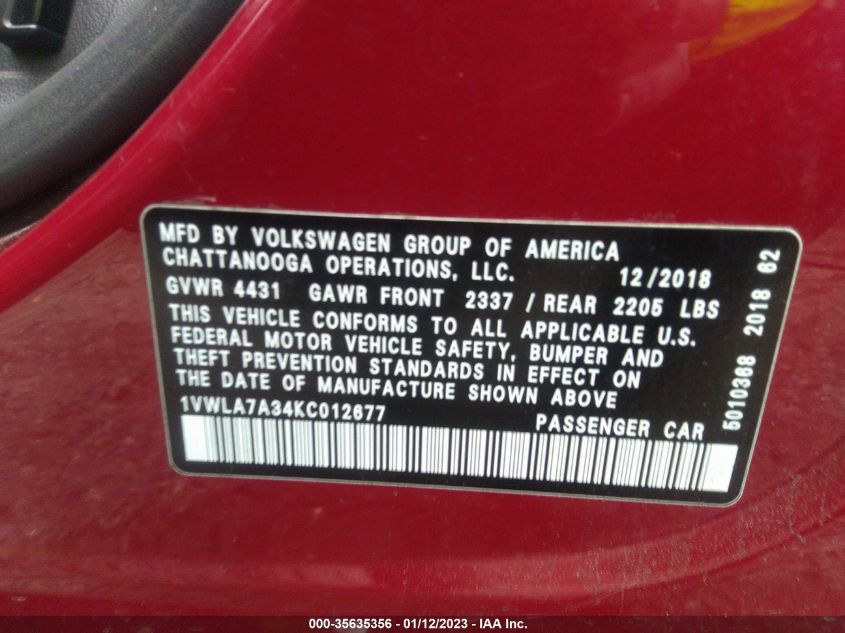 MFD BY VOLKSWAGEN GROUP OF AMERICA
CHATTANOOGA OPERATIONS, LLC. 12/2018
GVWR 4431 GAWR FRONT 2337 / REAR 2205 LBS
THIS VEHICLE CONFORMS TO ALL APPLICABLE U.S.
FEDERAL MOTOR VEHICLE SAFETY, BUMPER AND
THEFT PREVENTION STANDARDS IN EFFECT ON
THE DATE OF MANUFACTURE SHOWN ABOVE
1VWLA7A34KC012677 PASSENGER CAR
5010368 2018 62
000-35635356 - 01/12/2023 - IAAI.com